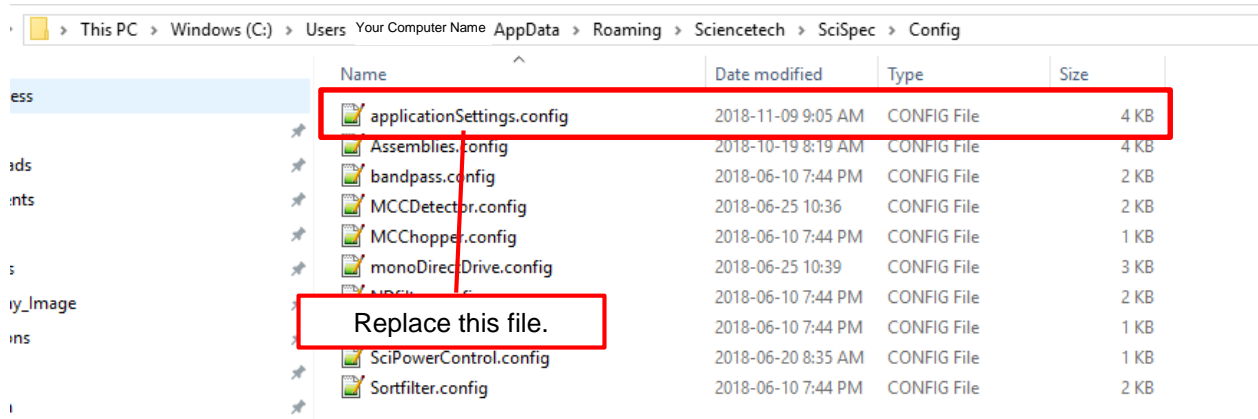 This PC > Windows (C:) > Users Your Computer Name AppData > Roaming > Sciencetech > SciSpec > Config
Name Date modified Type Size
ess
applicationSettings.config 2018-11-09 9:05 AM CONFIG File 4 KB
Assemblies.config 2018-10-19 8:19 AM CONFIG File 4 KB
ads
bandpass.config 2018-06-10 7:44 PM CONFIG File 2 KB
ents
MCCDetector.config 2018-06-25 10:36 CONFIG File 2 KB
MCChopper.config 2018-06-10 7:44 PM CONFIG File 1 KB
s
monoDirectDrive.config 2018-06-25 10:39 CONFIG File 3 KB
ny_Image
2018-06-10 7:44 PM CONFIG File 2 KB
Replace this file.
ons
2018-06-10 7:44 PM CONFIG File 1 KB
SciPowerControl.config 2018-06-20 8:35 AM CONFIG File 1 KB
Sortfilter.config 2018-06-10 7:44 PM CONFIG File 2 KB